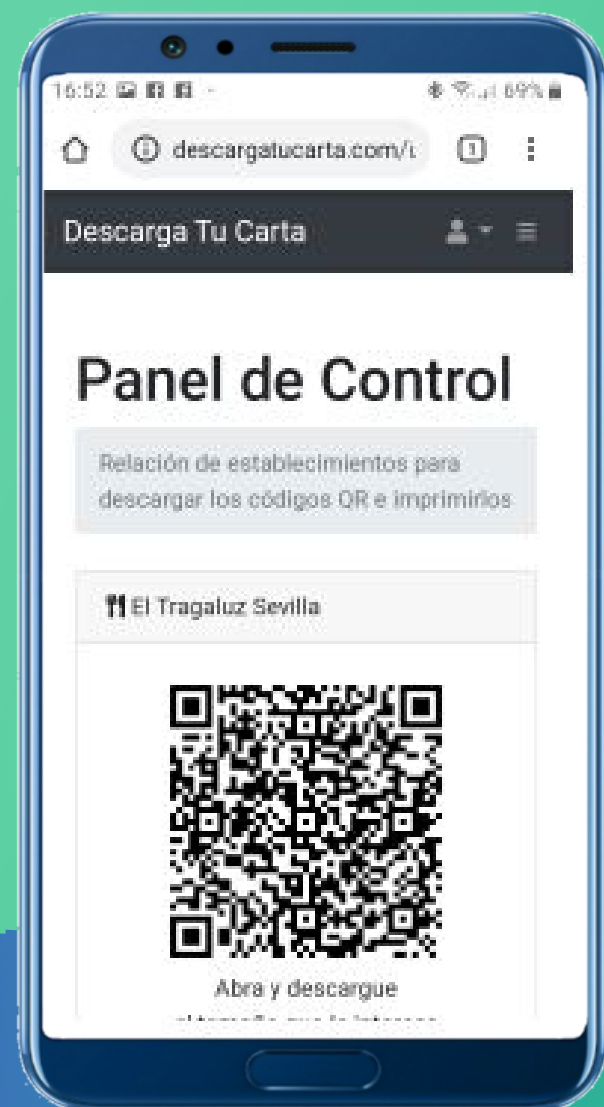 16:52
69%
descargatucarta.com/
Descarga Tu Carta
Panel de Control
Relación de establecimientos para
descargar los códigos QR e imprimirlos
El Tragaluz Sevilla
Abra y descargue